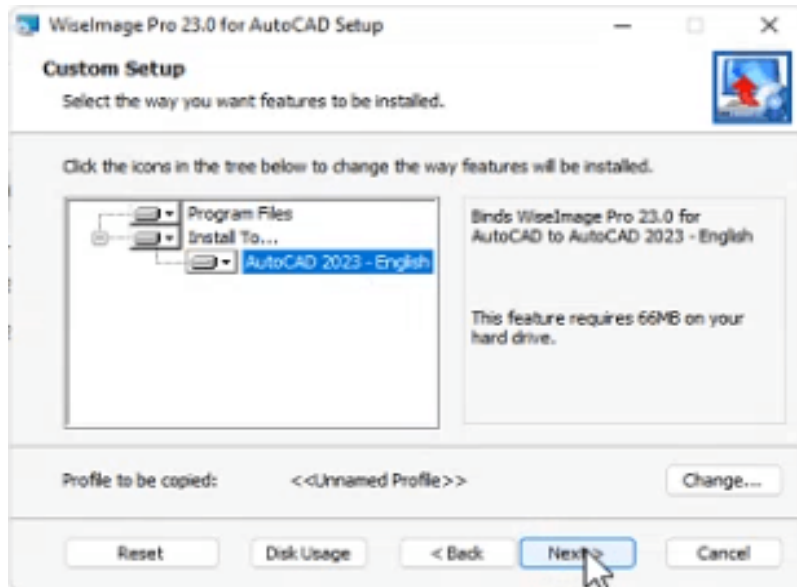 WiseImage Pro 23.0 for AutoCAD Setup
Custom Setup
Select the way you want features to be installed.
Click the icons in the tree below to change the way features will be installed.
Program Files
Install To...
AutoCAD 2023 - English
Binds WiseImage Pro 23.0 for
AutoCAD to AutoCAD 2023 - English
This feature requires 66MB on your
hard drive.
Profile to be copied: <<Unnamed Profile>> Change...
Reset Disk Usage < Back Next > Cancel